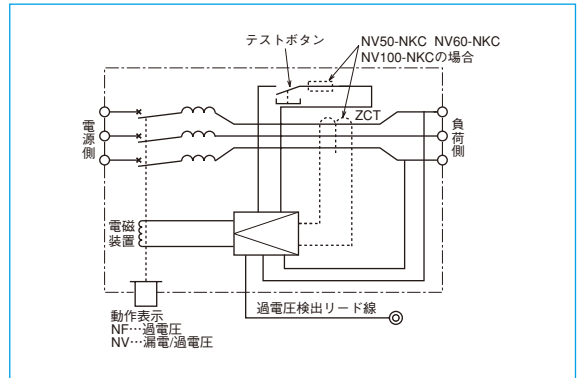 テストボタン
NV50-NKC NV60-NKC
NV100-NKCの場合
ZCT
電源側
負荷側
電磁
装置
過電圧検出リード線
動作表示
NF…過電圧
NV…漏電/過電圧